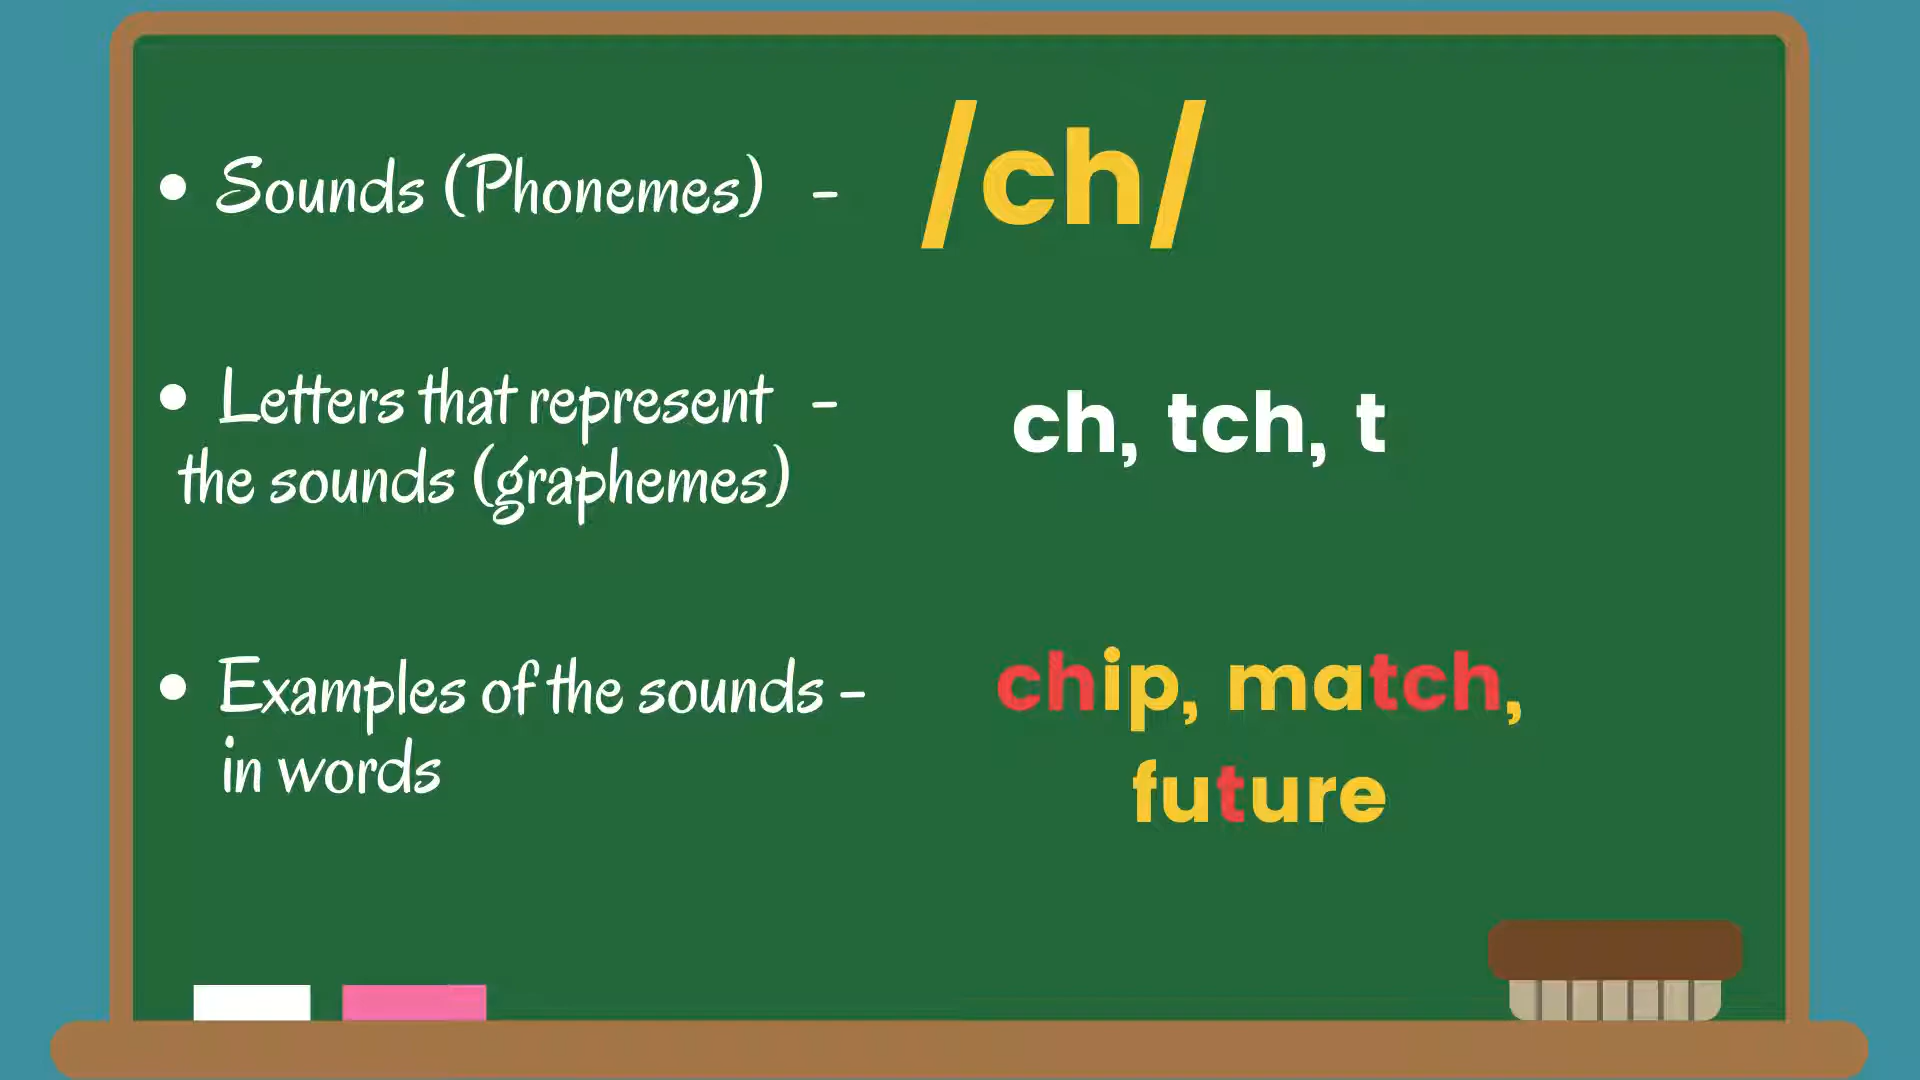 • Sounds (Phonemes) - /ch/
• Letters that represent - ch, tch, t
the sounds (graphemes)
• Examples of the sounds - chip, match,
in words future